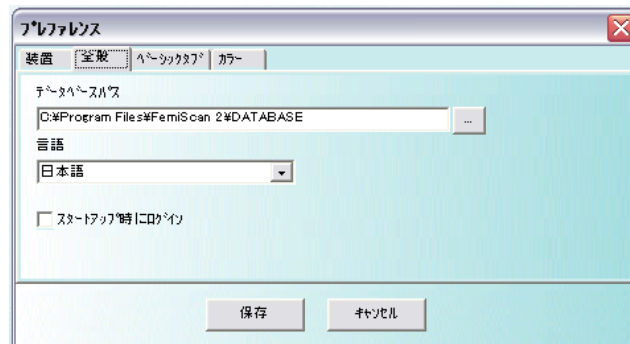 プレファレンス
装置 全般 ベーシックタブ カラー
データベースパス
C:¥Program Files¥FemiScan 2¥DATABASE
...
言語
日本語
スタートアップ時にログイン
保存 キャンセル